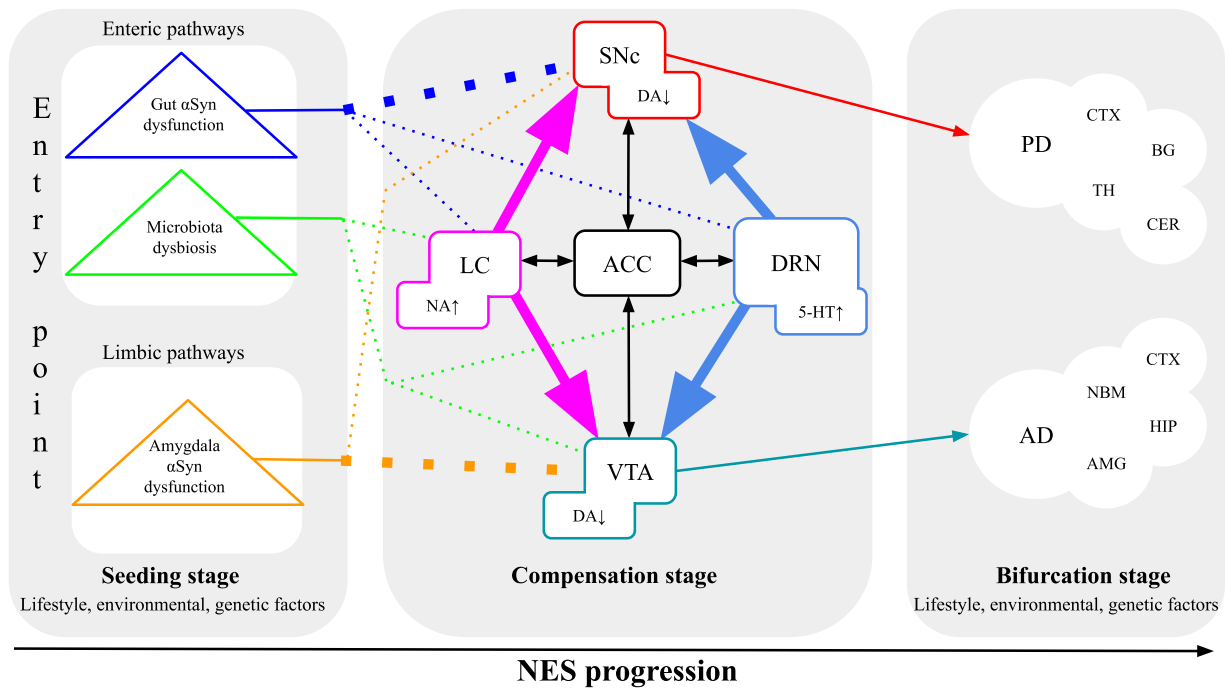 Entry point
Enteric pathways
Gut αSyn
dysfunction
Microbiota
dysbiosis
Limbic pathways
Amygdala
αSyn
dysfunction
Seeding stage
Lifestyle, environmental, genetic factors
SNc
DA↓
LC
NA↑
ACC
DRN
5-HT↑
VTA
DA↓
Compensation stage
PD
CTX
BG
TH
CER
AD
CTX
NBM
HIP
AMG
Bifurcation stage
Lifestyle, environmental, genetic factors
NES progression